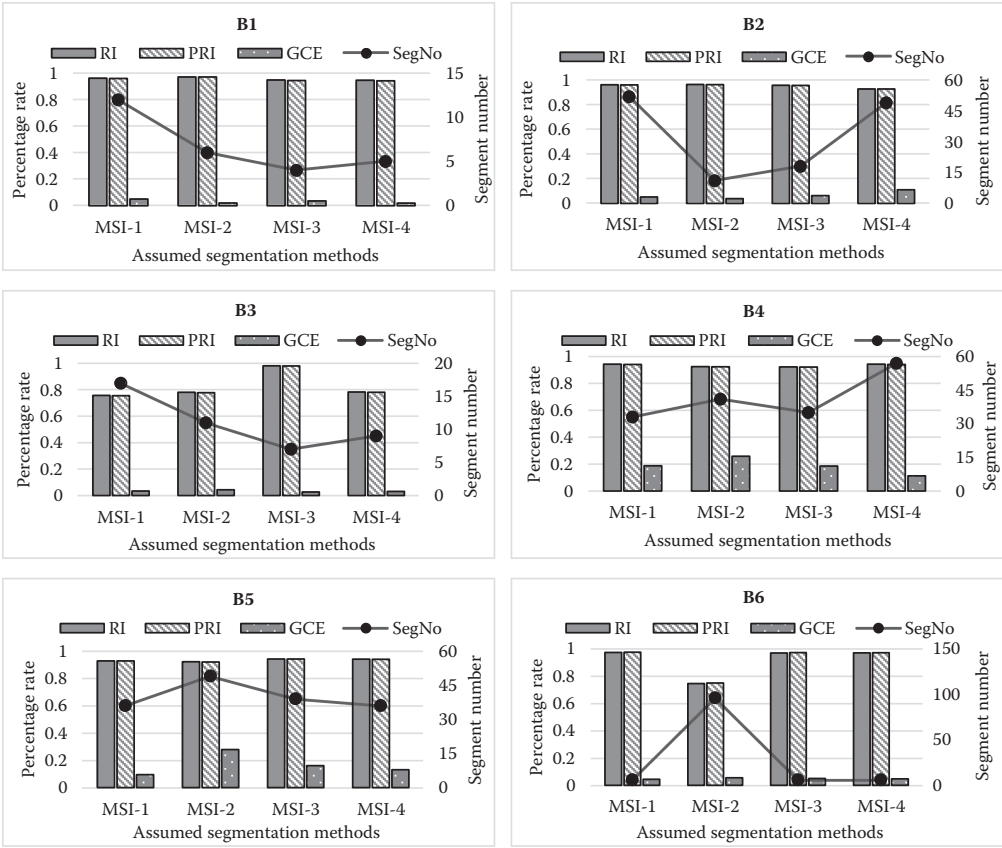 B1
RI PRI GCE SegNo
Percentage rate
1
0.8
0.6
0.4
0.2
0
15
10
5
0
Segment number
MSI-1 MSI-2 MSI-3 MSI-4
Assumed segmentation methods
B2
RI PRI GCE SegNo
Percentage rate
1
0.8
0.6
0.4
0.2
0
60
45
30
15
0
Segment number
MSI-1 MSI-2 MSI-3 MSI-4
Assumed segmentation methods
B3
RI PRI GCE SegNo
Percentage rate
1
0.8
0.6
0.4
0.2
0
20
15
10
5
0
Segment number
MSI-1 MSI-2 MSI-3 MSI-4
Assumed segmentation methods
B4
RI PRI GCE SegNo
Percentage rate
1
0.8
0.6
0.4
0.2
0
60
45
30
15
0
Segment number
MSI-1 MSI-2 MSI-3 MSI-4
Assumed segmentation methods
B5
RI PRI GCE SegNo
Percentage rate
1
0.8
0.6
0.4
0.2
0
60
45
30
15
0
Segment number
MSI-1 MSI-2 MSI-3 MSI-4
Assumed segmentation methods
B6
RI PRI GCE SegNo
Percentage rate
1
0.8
0.6
0.4
0.2
0
150
100
50
0
Segment number
MSI-1 MSI-2 MSI-3 MSI-4
Assumed segmentation methods